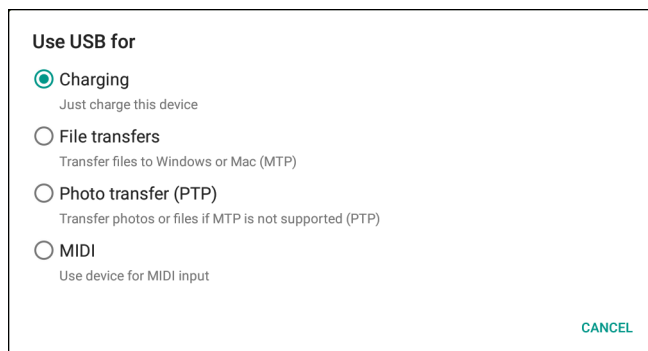 Use USB for
Charging
Just charge this device
File transfers
Transfer files to Windows or Mac (MTP)
Photo transfer (PTP)
Transfer photos or files if MTP is not supported (PTP)
MIDI
Use device for MIDI input
CANCEL